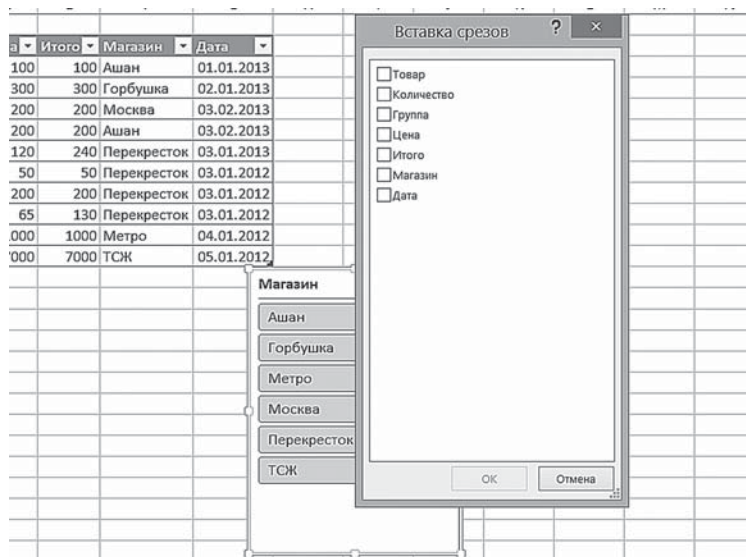 а Итого Магазин Дата
100 100 Ашан 01.01.2013
300 300 Горбушка 02.01.2013
200 200 Москва 03.02.2013
200 200 Ашан 03.02.2013
120 240 Перекресток 03.01.2013
50 50 Перекресток 03.01.2012
200 200 Перекресток 03.01.2012
65 130 Перекресток 03.01.2012
000 1000 Метро 04.01.2012
000 7000 ТСЖ 05.01.2012
Магазин
Ашан
Горбушка
Метро
Москва
Перекресток
ТСЖ
Вставка срезов ? ×
Товар
Количество
Группа
Цена
Итого
Магазин
Дата
ОК Отмена